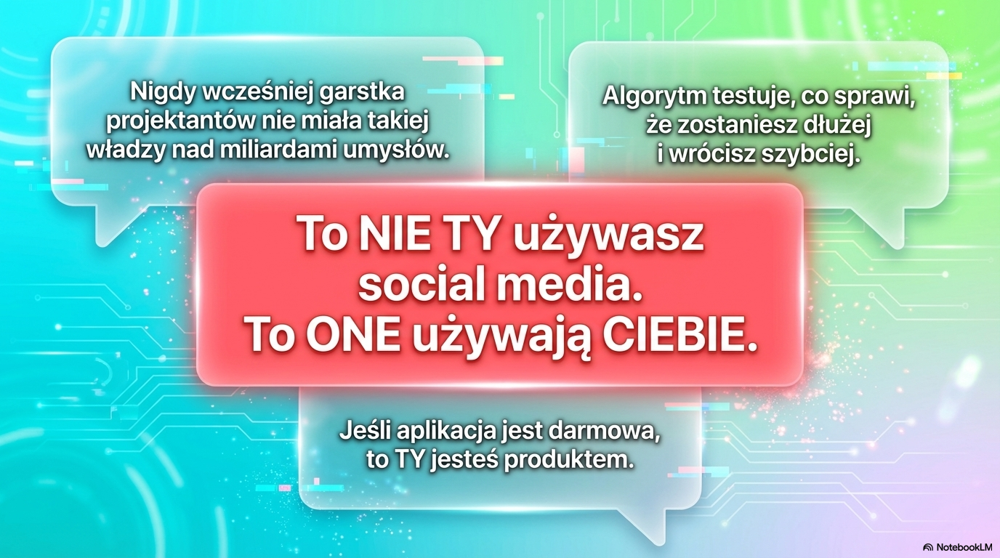 Nigdy wcześniej garstka
projektantów nie miała takiej
władzy nad miliardami umysłów.
Algorytm testuje, co sprawi,
że zostaniesz dłużej
i wrócisz szybciej.
To NIE TY używasz
social media.
To ONE używają CIEBIE.
Jeśli aplikacja jest darmowa,
to TY jesteś produktem.
NotebookLM